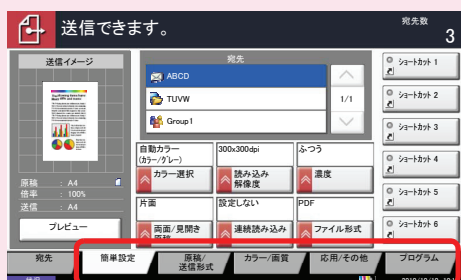 送信できます。
宛先数
3
送信イメージ
宛先
ABCD
TUVW
Group1
1/1
ショートカット 1
ショートカット 2
ショートカット 3
ショートカット 4
ショートカット 5
ショートカット 6
原稿 : A4
倍率 : 100%
送信 : A4
プレビュー
自動カラー
(カラー/グレー)
カラー選択
300x300dpi
読み込み
解像度
ふつう
濃度
片面
両面/見開き
原稿
設定しない
連続読み込み
PDF
ファイル形式
宛先
簡単設定
原稿/
送信形式
カラー/画質
応用/その他
プログラム